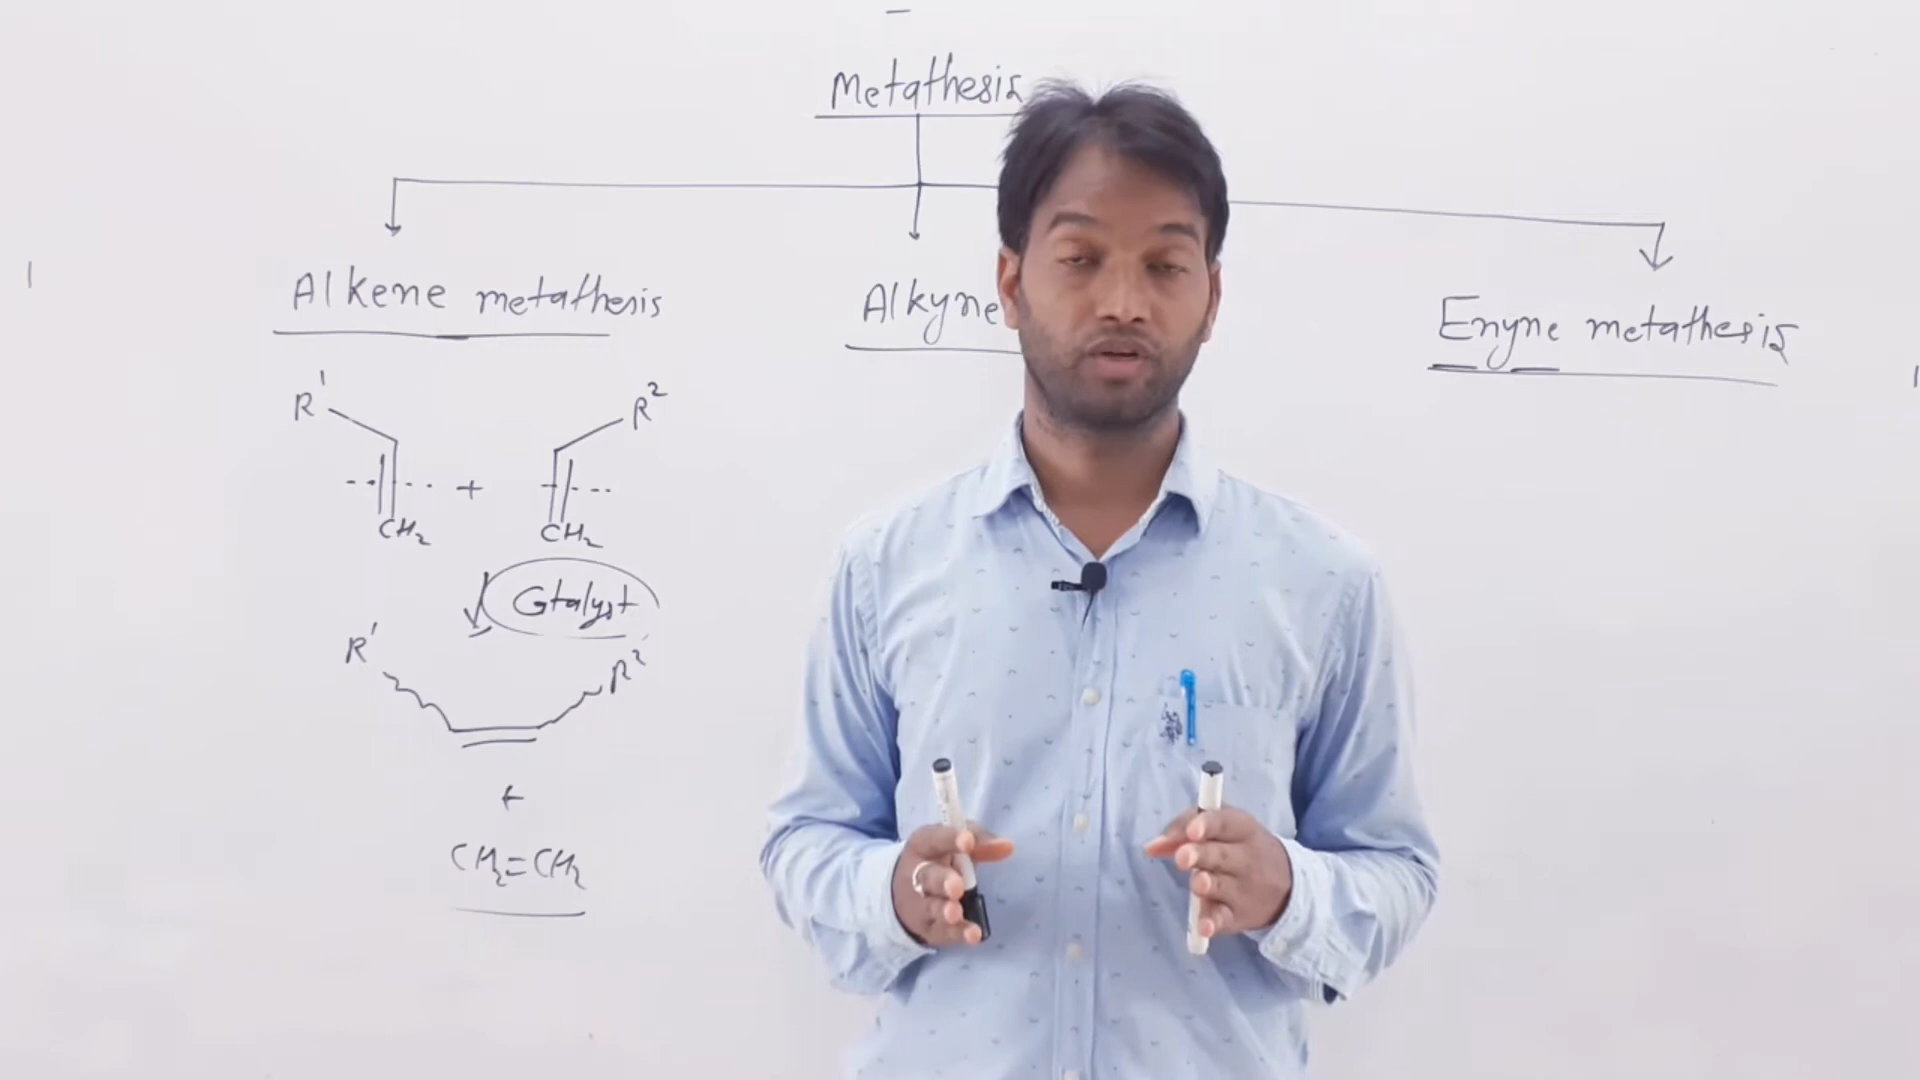 Metathesis
Alkene metathesis
Alkyne
Enyne metathesis
R¹ R²
+
CH₂ CH₂
Catalyst
R¹ R²
+
CH₂=CH₂